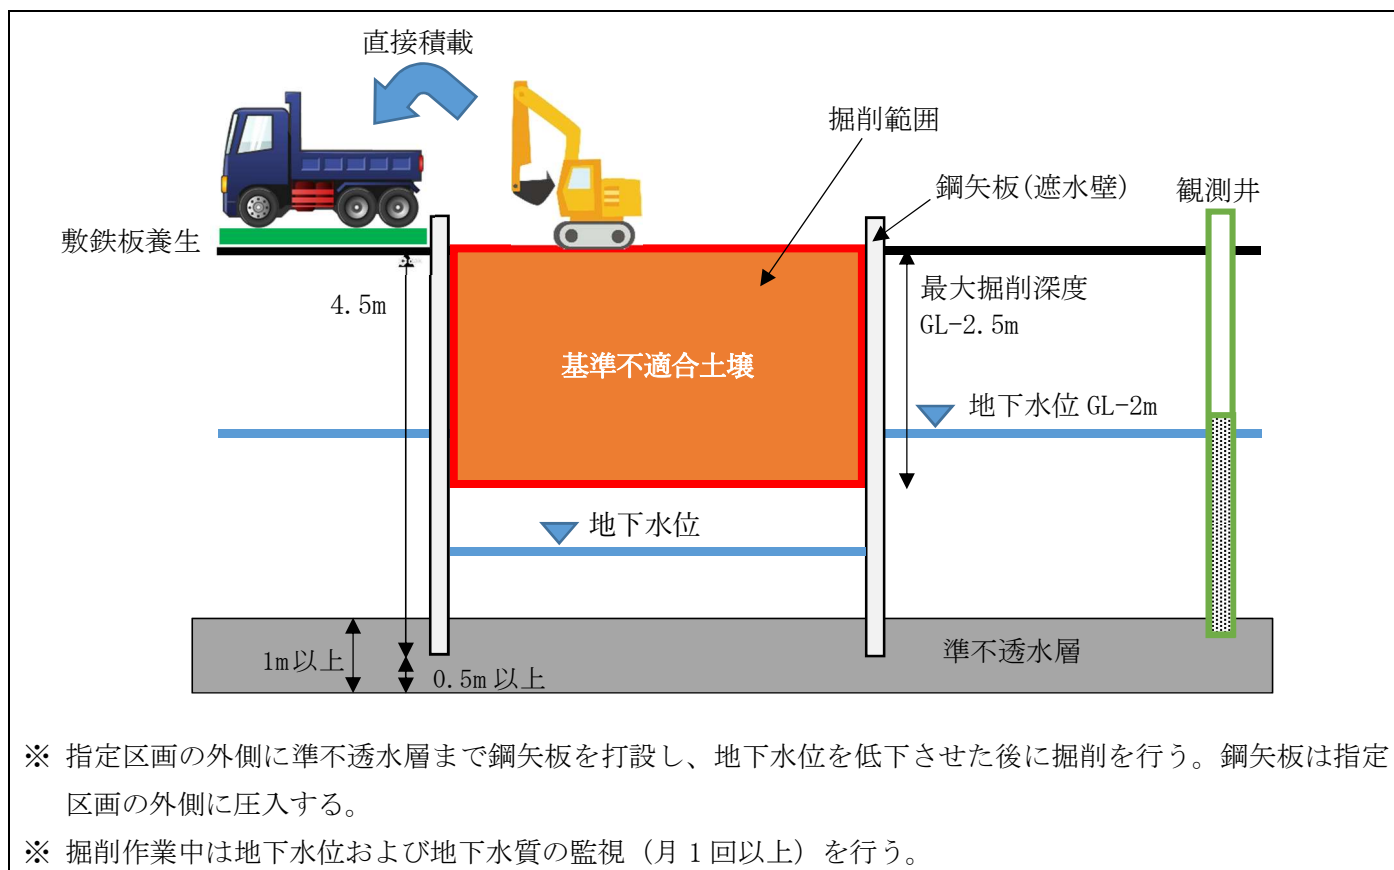 直接積載
掘削範囲
鋼矢板(遮水壁)
観測井
敷鉄板養生
4.5m
最大掘削深度
GL-2.5m
基準不適合土壌
地下水位 GL-2m
地下水位
準不透水層
1m以上
0.5m以上
※ 指定区画の外側に準不透水層まで鋼矢板を打設し、地下水位を低下させた後に掘削を行う。鋼矢板は指定
区画の外側に圧入する。
※ 掘削作業中は地下水位および地下水質の監視（月1回以上）を行う。